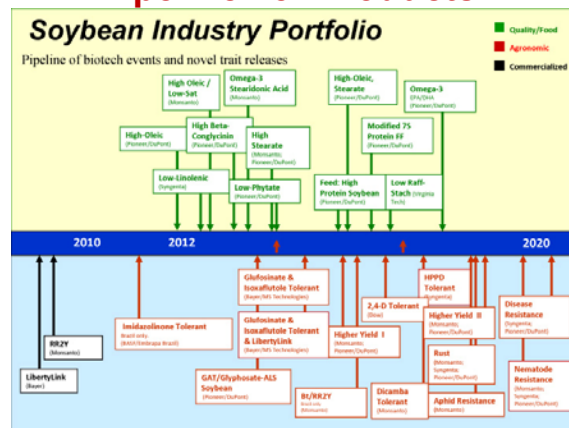 Soybean Industry Portfolio
Pipeline of biotech events and novel trait releases
Quality/Food
Agronomic
Commercialized
High Oleic /
Low-Sat
(Monsanto)
Omega-3
Stearidonic Acid
(Monsanto)
High-Oleic,
Stearate
(Pioneer/DuPont)
Omega-3
EPA/DHA
(Pioneer/DuPont)
High-Oleic
(Pioneer/DuPont)
High Beta-
Conglycinin
(Pioneer/DuPont)
High
Stearate
(Monsanto;
Pioneer/DuPont)
Modified 7S
Protein FF
(Pioneer/DuPont)
Low-Linolenic
(Syngenta)
Low-Phytate
(Pioneer/DuPont)
Feed: High
Protein Soybean
(Pioneer/DuPont)
Low Raff-
Stach (Virginia
Tech)
2010
2012
2020
RR2Y
(Monsanto)
LibertyLink
(Bayer)
Imidazolinone Tolerant
Brazil only
(BASF/Embrapa Brazil)
Glufosinate &
Isoxaflutole Tolerant
(Bayer/MS Technologies)
Glufosinate &
Isoxaflutole Tolerant
& LibertyLink
(Bayer/MS Technologies)
GAT/Glyphosate-ALS
Soybean
(Pioneer/DuPont)
Bt/RR2Y
(Monsanto)
Higher Yield I
(Monsanto;
Pioneer/DuPont)
2,4-D Tolerant
(Dow)
Dicamba
Tolerant
(Monsanto)
HPPD
Tolerant
(Syngenta)
Higher Yield II
(Monsanto;
Pioneer/DuPont)
Rust
(Monsanto;
Syngenta;
Pioneer/DuPont)
Aphid Resistance
(Monsanto)
Disease
Resistance
(Syngenta;
Pioneer/DuPont)
Nematode
Resistance
(Monsanto;
Syngenta;
Pioneer/DuPont)